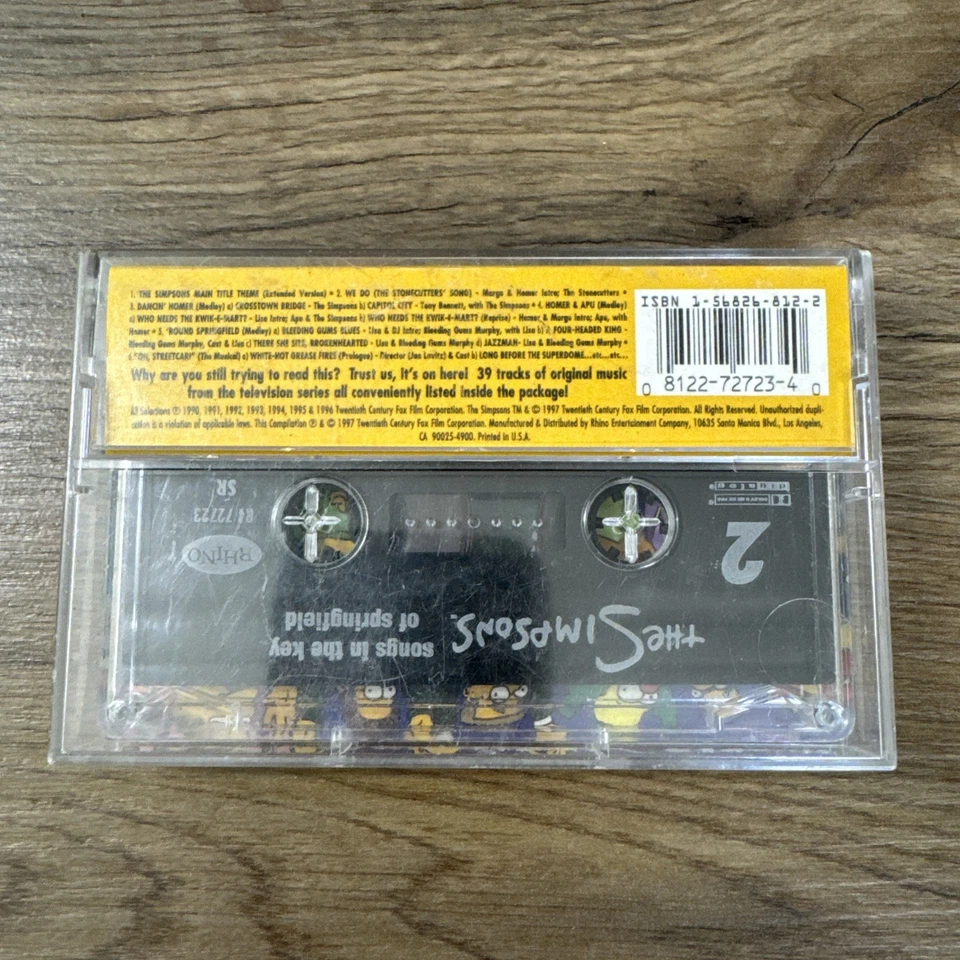 1. THE SIMPSONS MAIN TITLE THEME (Extended Version) • 2. WE DO (THE STONECUTTERS' SONG) - Marge & Homer Intro; The Stonecutters •
3. DANCIN' HOMER (Medley) a) CROSSTOWN BRIDGE - The Simpsons b) CAPITOL CITY - Tony Bennett, with The Simpsons • 4. HOMER & APU (Medley)
a) WHO NEEDS THE KWIK-E-MART? - Lisa Intro; Apu & The Simpsons b) WHO NEEDS THE KWIK-E-MART? (Reprise) - Homer & Marge Intro; Apu, with
Homer • 5. 'ROUND SPRINGFIELD (Medley) a) BLEEDING GUMS BLUES - Lisa & DJ Intro; Bleeding Gums Murphy, with Lisa b) A FOUR-HEADED KING -
Bleeding Gums Murphy, Cast & Lisa c) THERE SHE SITS, BROKENHEARTED - Lisa & Bleeding Gums Murphy d) JAZZMAN - Lisa & Bleeding Gums Murphy •
6. "OH, STREETCAR!" (The Musical) a) WHITE-HOT GREASE FIRES (Prologue) - Director (Jon Lovitz) & Cast b) LONG BEFORE THE SUPERDOME...etc...etc...
Why are you still trying to read this? Trust us, it's on here! 39 tracks of original music
from the television series all conveniently listed inside the package!
All Selections ℗ 1990, 1991, 1992, 1993, 1994, 1995 & 1996 Twentieth Century Fox Film Corporation. The Simpsons TM & © 1997 Twentieth Century Fox Film Corporation. All Rights Reserved. Unauthorized dupli-
cation is a violation of applicable laws. This Compilation ℗ & © 1997 Twentieth Century Fox Film Corporation. Manufactured & Distributed by Rhino Entertainment Company, 10635 Santa Monica Blvd., Los Angeles,
CA 90025-4900. Printed in U.S.A.
ISBN 1-56826-812-2
0 8122-72723-4 0
THE SIMPSONS™
songs in the key
of springfield
2
RHINO
R4 72723
SR
DOLBY B NR
digalog